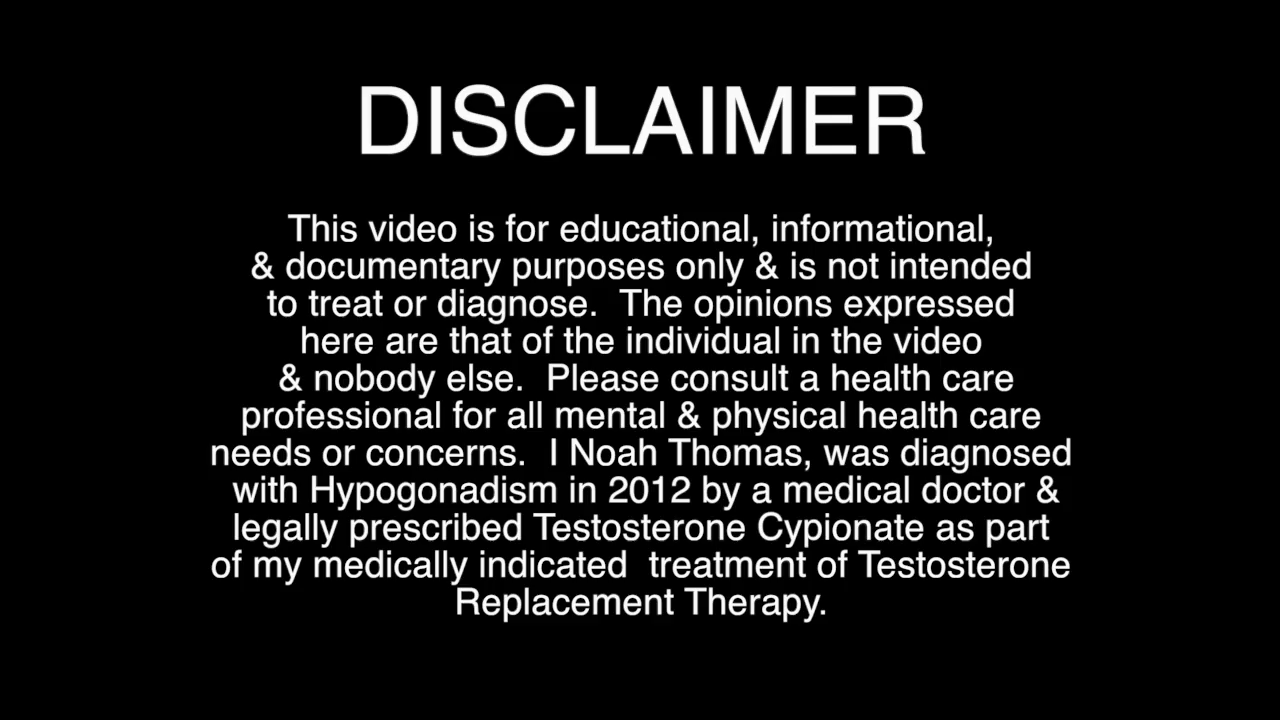 DISCLAIMER
This video is for educational, informational,
& documentary purposes only & is not intended
to treat or diagnose.  The opinions expressed
here are that of the individual in the video
& nobody else.  Please consult a health care
professional for all mental & physical health care
needs or concerns.  I Noah Thomas, was diagnosed
with Hypogonadism in 2012 by a medical doctor &
legally prescribed Testosterone Cypionate as part
of my medically indicated  treatment of Testosterone
Replacement Therapy.